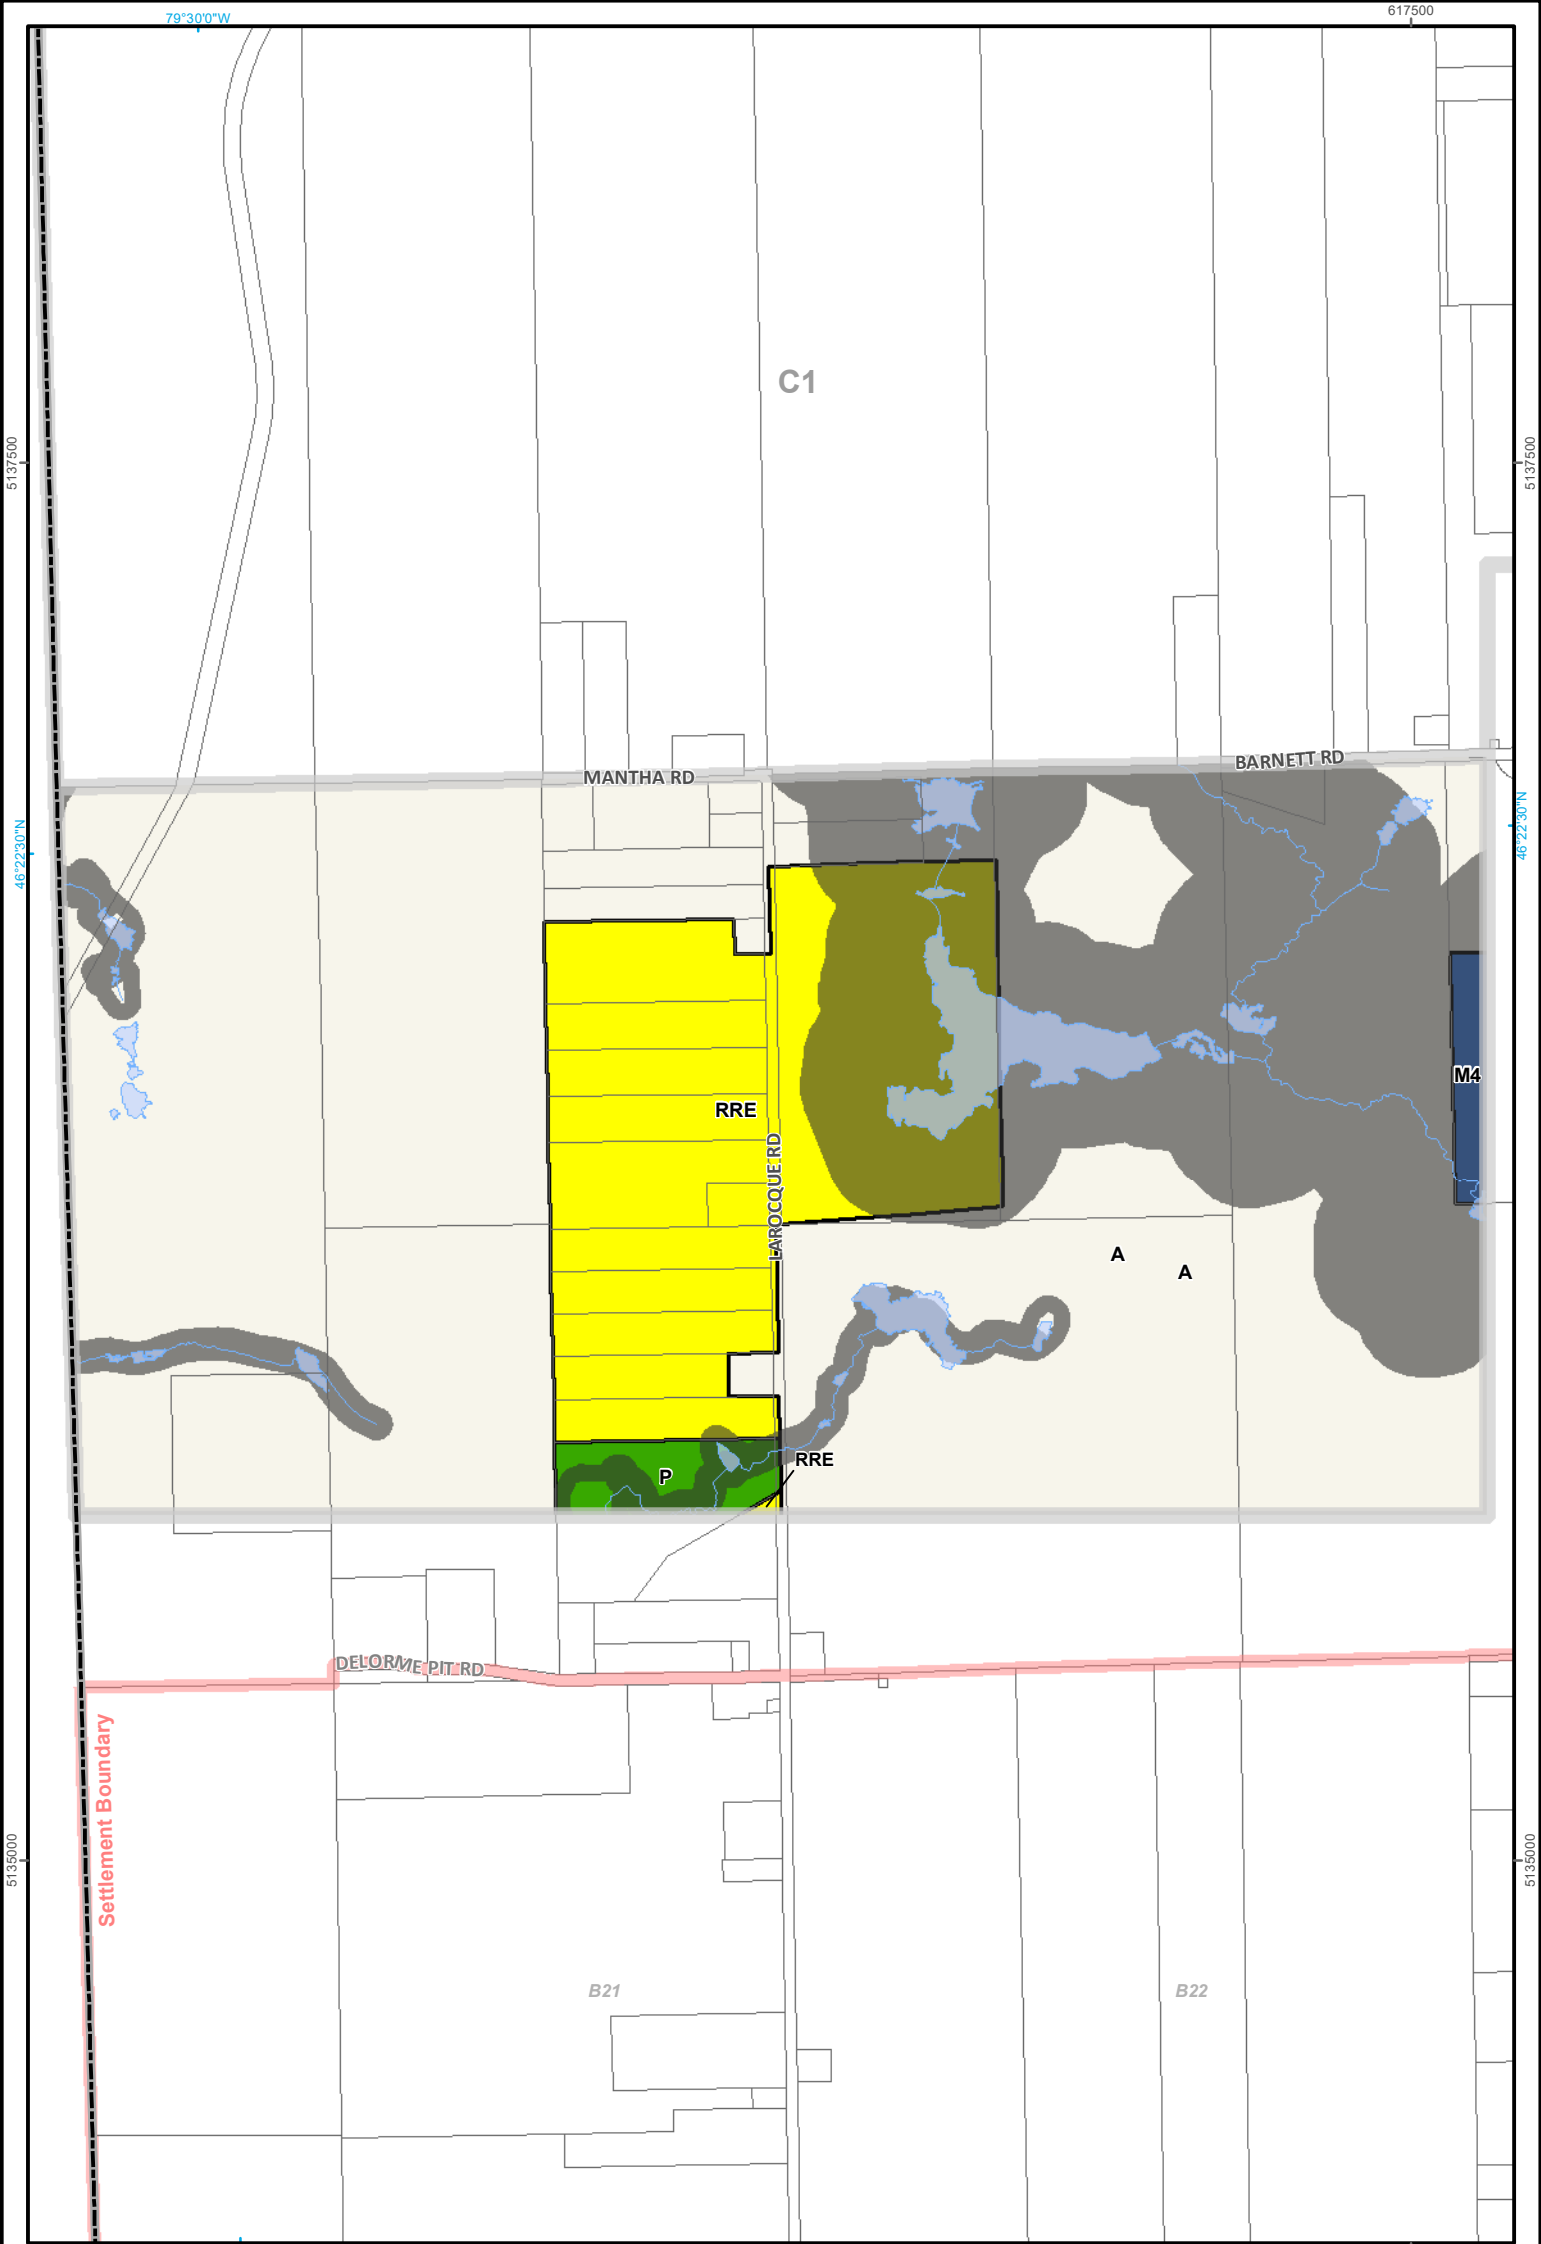 79°30'0"W
617500
C1
5137500
5137500
BARNETT RD
MANTHA RD
46°22'30"N
46°22'30"N
M4
RRE
LAROCQUE RD
A
A
RRE
P
DELORME PIT RD
Settlement Boundary
5135000
5135000
B21
B22